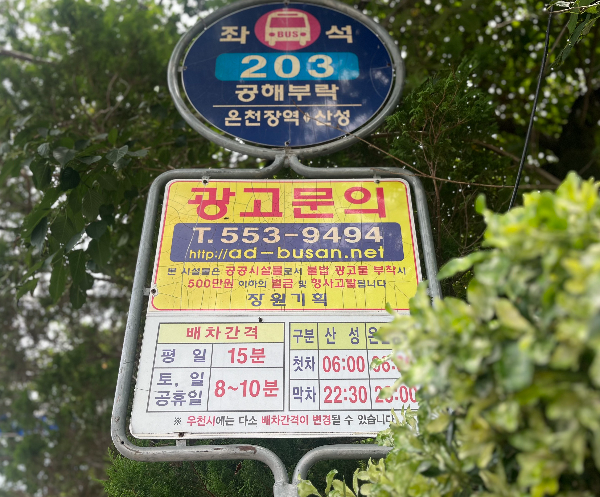 좌 BUS 석
203
공해부락
온천장역⇔산성
광고문의
T.553-9494
http://ad-busan.net
본 시설물은 공공시설물로서 불법 광고물 부착시
500만원 이하의 벌금 및 형사고발됩니다
장원기획
배차간격
평 일 15분
토, 일
공휴일 8~10분
구분 산 성
첫차 06:00
막차 22:30
※ 우천시에는 다소 배차간격이 변경될 수 있습니다